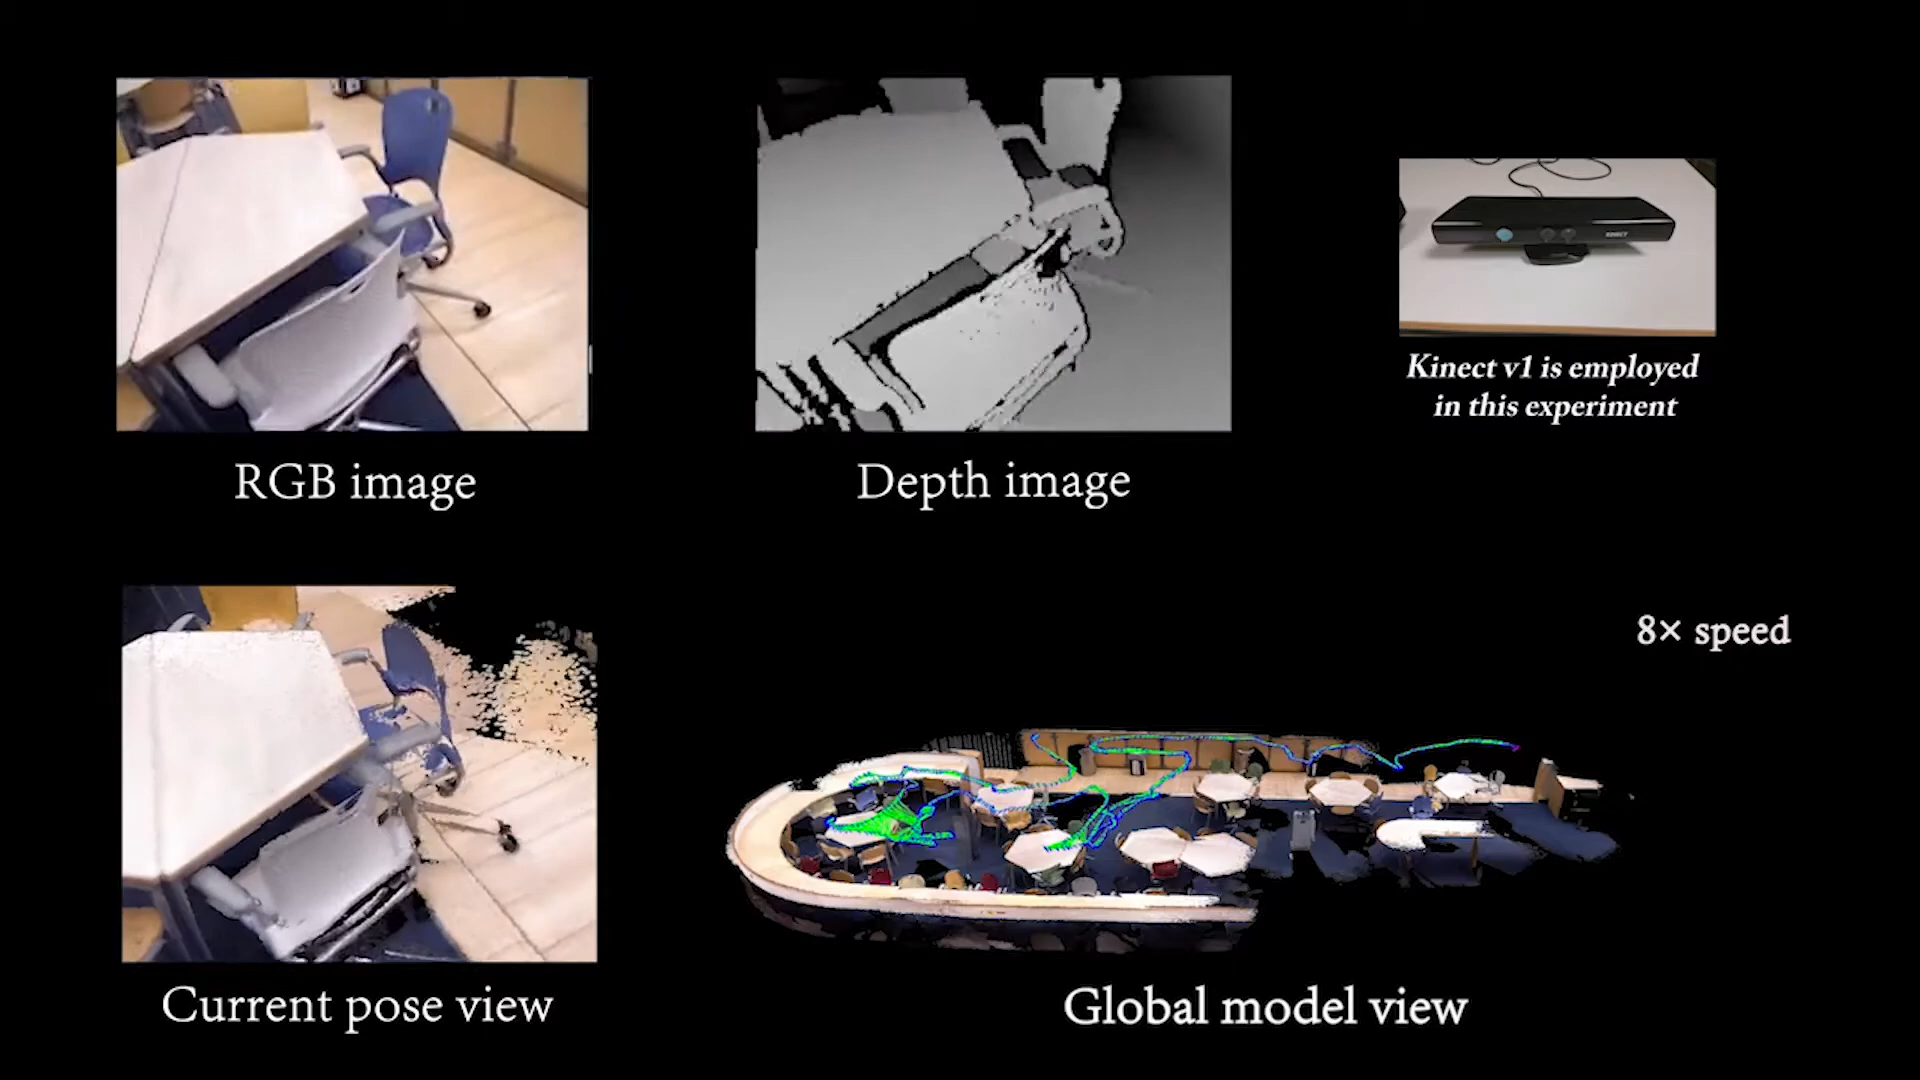 KINECT
Kinect v1 is employed
in this experiment
RGB image
Depth image
8× speed
Current pose view
Global model view